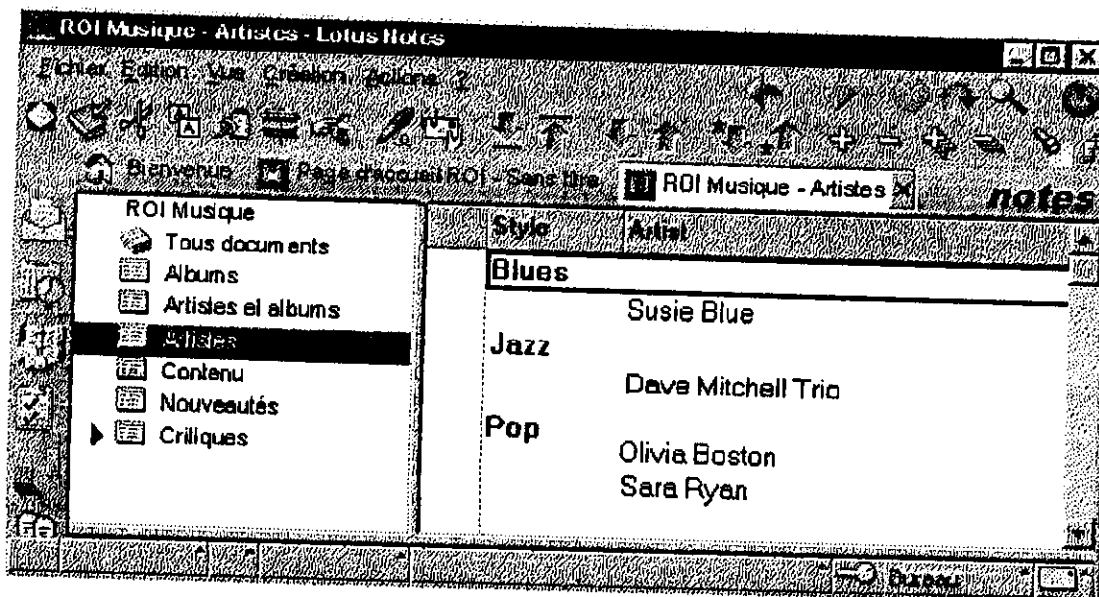 ROI Musique - Artistes - Lotus Notes
Fichier Edition Vue Création Actions ?
Bienvenue Page d'accueil ROI - Sans titre ROI Musique - Artistes
notes
ROI Musique
Tous documents
Albums
Artistes et albums
Artistes
Contenu
Nouveautés
Critiques
Style Artist
Blues
Susie Blue
Jazz
Dave Mitchell Trio
Pop
Olivia Boston
Sara Ryan
Bureau